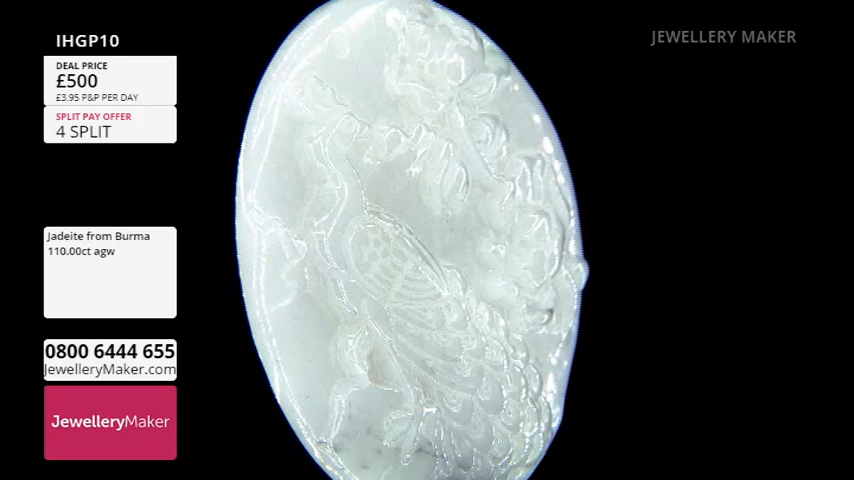 IHGP10
DEAL PRICE
£500
£3.95 P&P PER DAY
SPLIT PAY OFFER
4 SPLIT
Jadeite from Burma
110.00ct agw
0800 6444 655
JewelleryMaker.com
JewelleryMaker
JEWELLERY MAKER